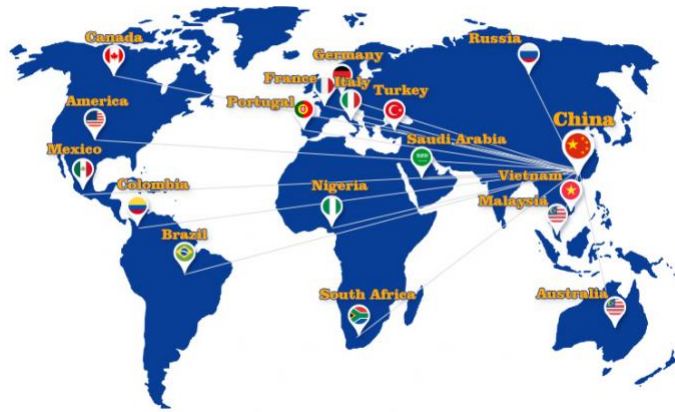 Canada
Russia
Germany
France
Italy
Turkey
America
Portugal
China
Saudi Arabia
Mexico
Vietnam
Colombia
Nigeria
Malaysia
Brazil
South Africa
Australia